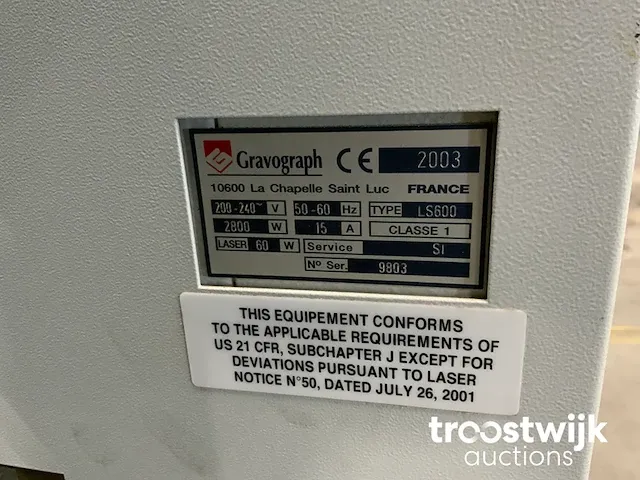 Gravograph CE 2003
10600 La Chapelle Saint Luc FRANCE
200-240~ V 50-60 Hz TYPE LS600
2800 W 15 A CLASSE 1
LASER 60 W Service SI
Nº Ser. 9803
THIS EQUIPEMENT CONFORMS
TO THE APPLICABLE REQUIREMENTS OF
US 21 CFR, SUBCHAPTER J EXCEPT FOR
DEVIATIONS PURSUANT TO LASER
NOTICE N°50, DATED JULY 26, 2001
troostwijk
auctions